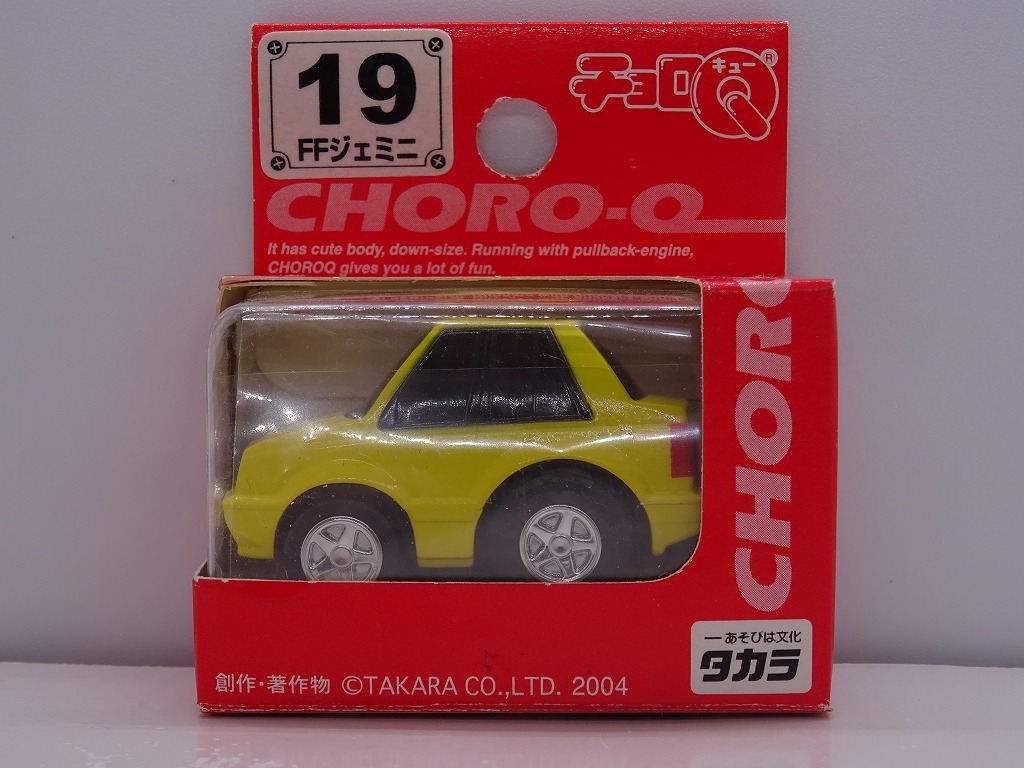 19
FFジェミニ
チョロQ
キュー
®
CHORO-Q
It has cute body, down-size. Running with pullback-engine,
CHOROQ gives you a lot of fun.
CHORO
―あそびは文化
タカラ
創作・著作物 ©TAKARA CO.,LTD. 2004